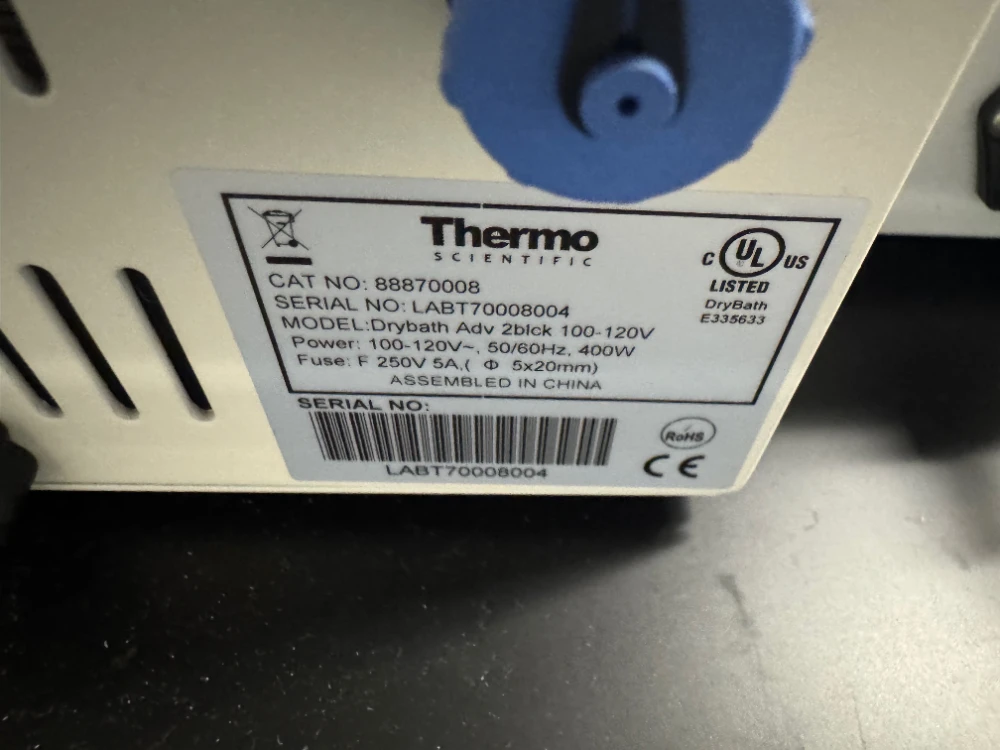 Thermo
SCIENTIFIC
CAT NO: 88870008
SERIAL NO: LABT70008004
MODEL:Drybath Adv 2blck 100-120V
Power: 100-120V~, 50/60Hz, 400W
Fuse: F 250V 5A,( Φ 5x20mm)
ASSEMBLED IN CHINA
C UL US
LISTED
DryBath
E335633
SERIAL NO:
LABT70008004
RoHS
CE